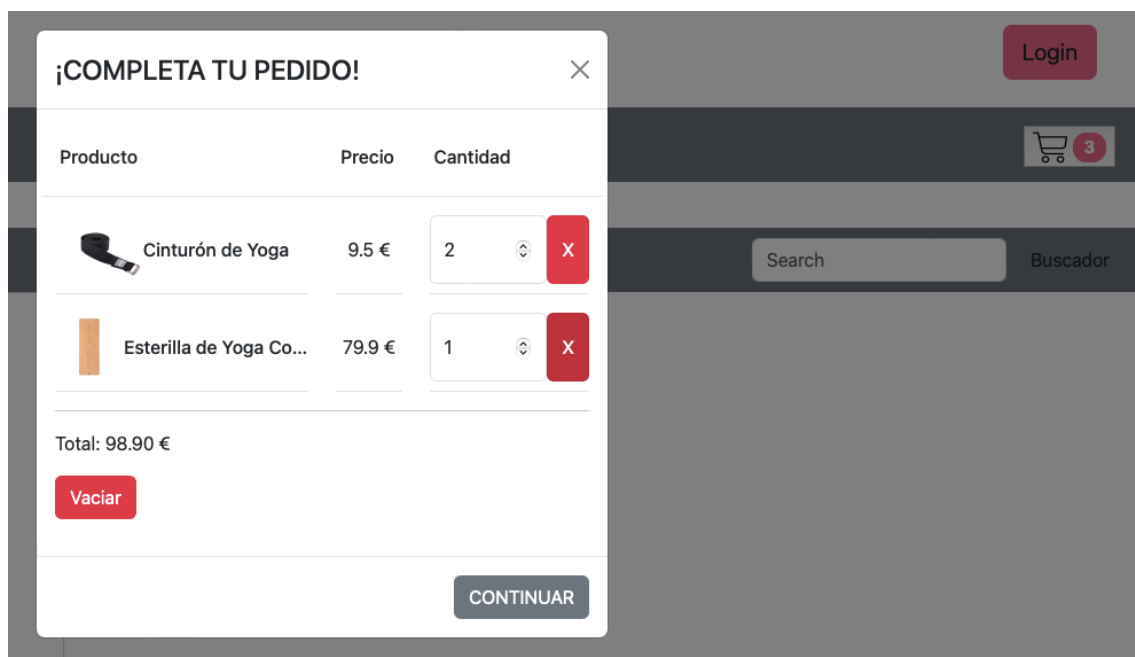 ¡COMPLETA TU PEDIDO!
Login
Producto Precio Cantidad
3
Cinturón de Yoga 9.5 € 2 X
Search Buscador
Esterilla de Yoga Co... 79.9 € 1 X
Total: 98.90 €
Vaciar
CONTINUAR